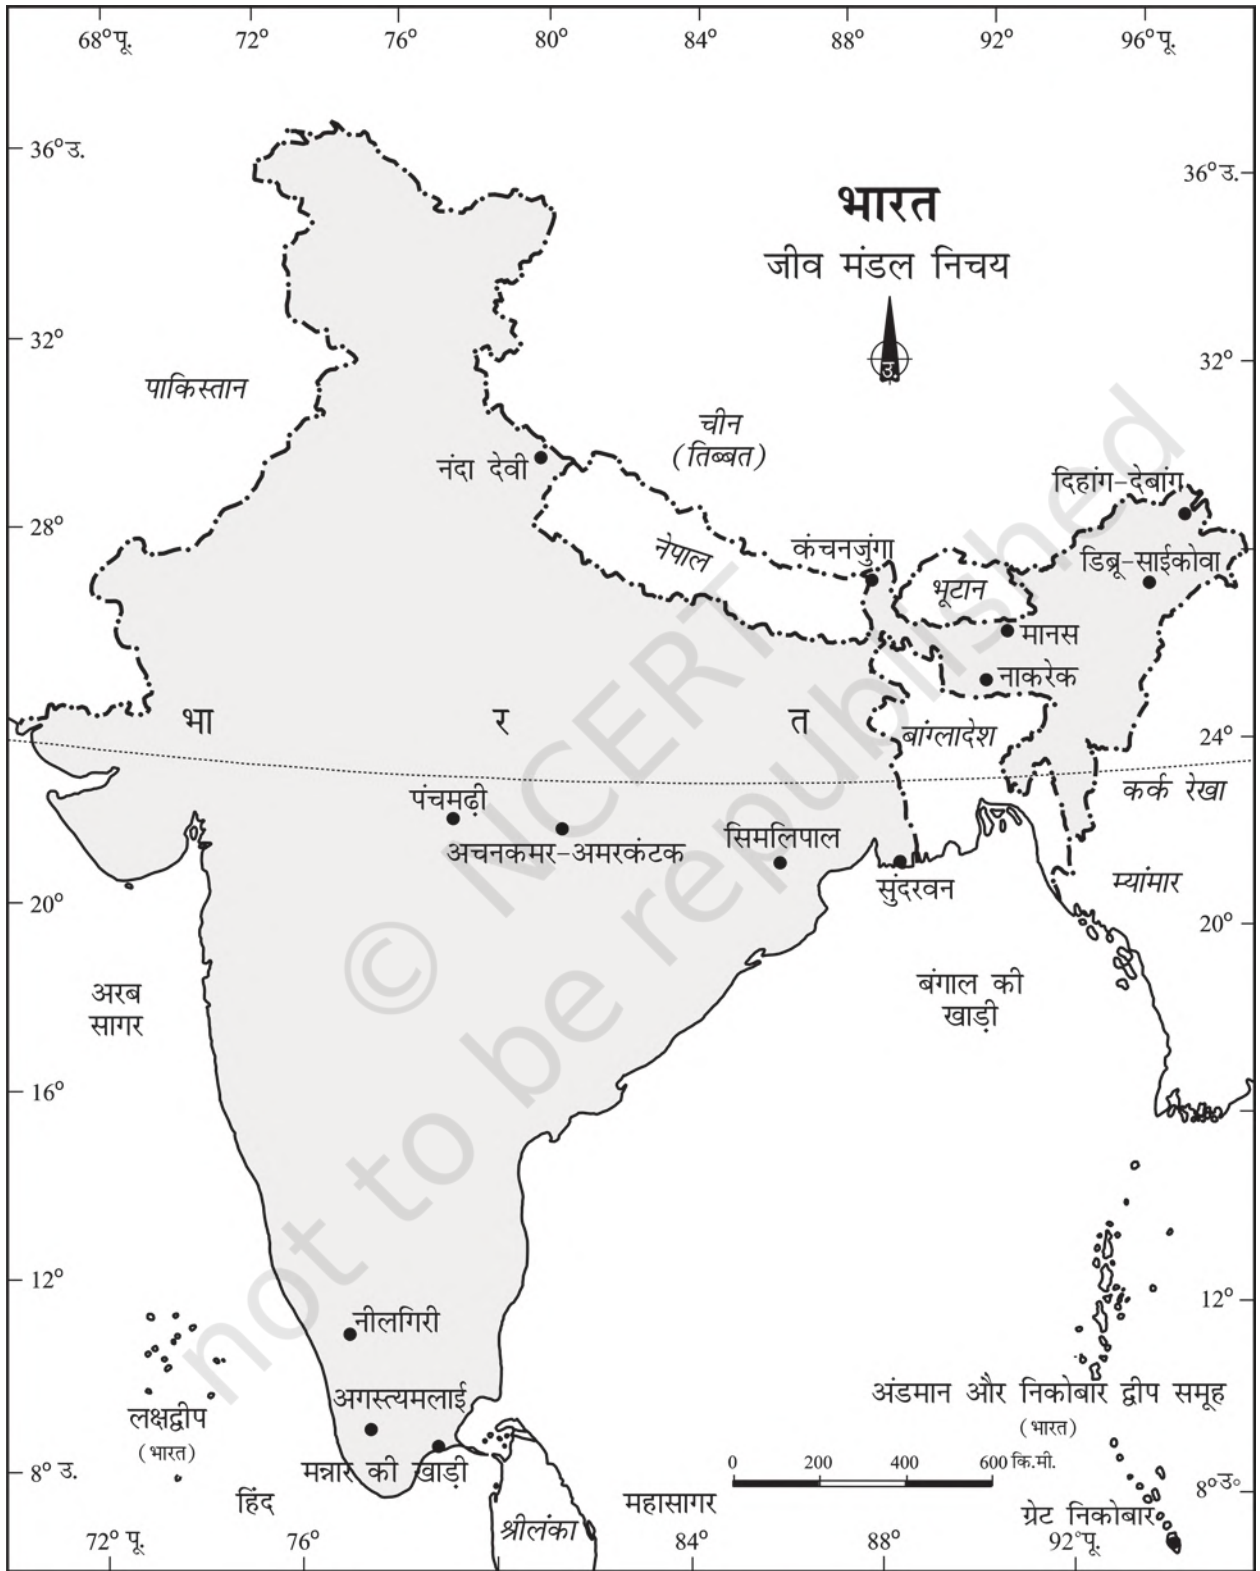 68° पू.
72°
76°
80°
84°
88°
92°
96° पू.
36° उ.
36° उ.
भारत
जीव मंडल निचय
उ.
32°
32°
पाकिस्तान
चीन
(तिब्बत)
नंदा देवी
दिहांग-देबांग
28°
नेपाल
कंचनजुंगा
डिब्रू-साईकोवा
भूटान
मानस
नाकरेक
भा र त
बांग्लादेश
24°
कर्क रेखा
पंचमढ़ी
अचनकमर-अमरकंटक
सिमलिपाल
सुंदरवन
म्यांमार
20°
20°
अरब
सागर
बंगाल की
खाड़ी
16°
12°
12°
नीलगिरी
अगस्त्यमलाई
अंडमान और निकोबार द्वीप समूह
(भारत)
लक्षद्वीप
(भारत)
मन्नार की खाड़ी
0 200 400 600 कि.मी.
8° उ.
8° उ०
हिंद
महासागर
श्रीलंका
ग्रेट निकोबार
72° पू.
76°
84°
88°
92° पू.
© NCERT
not to be republished